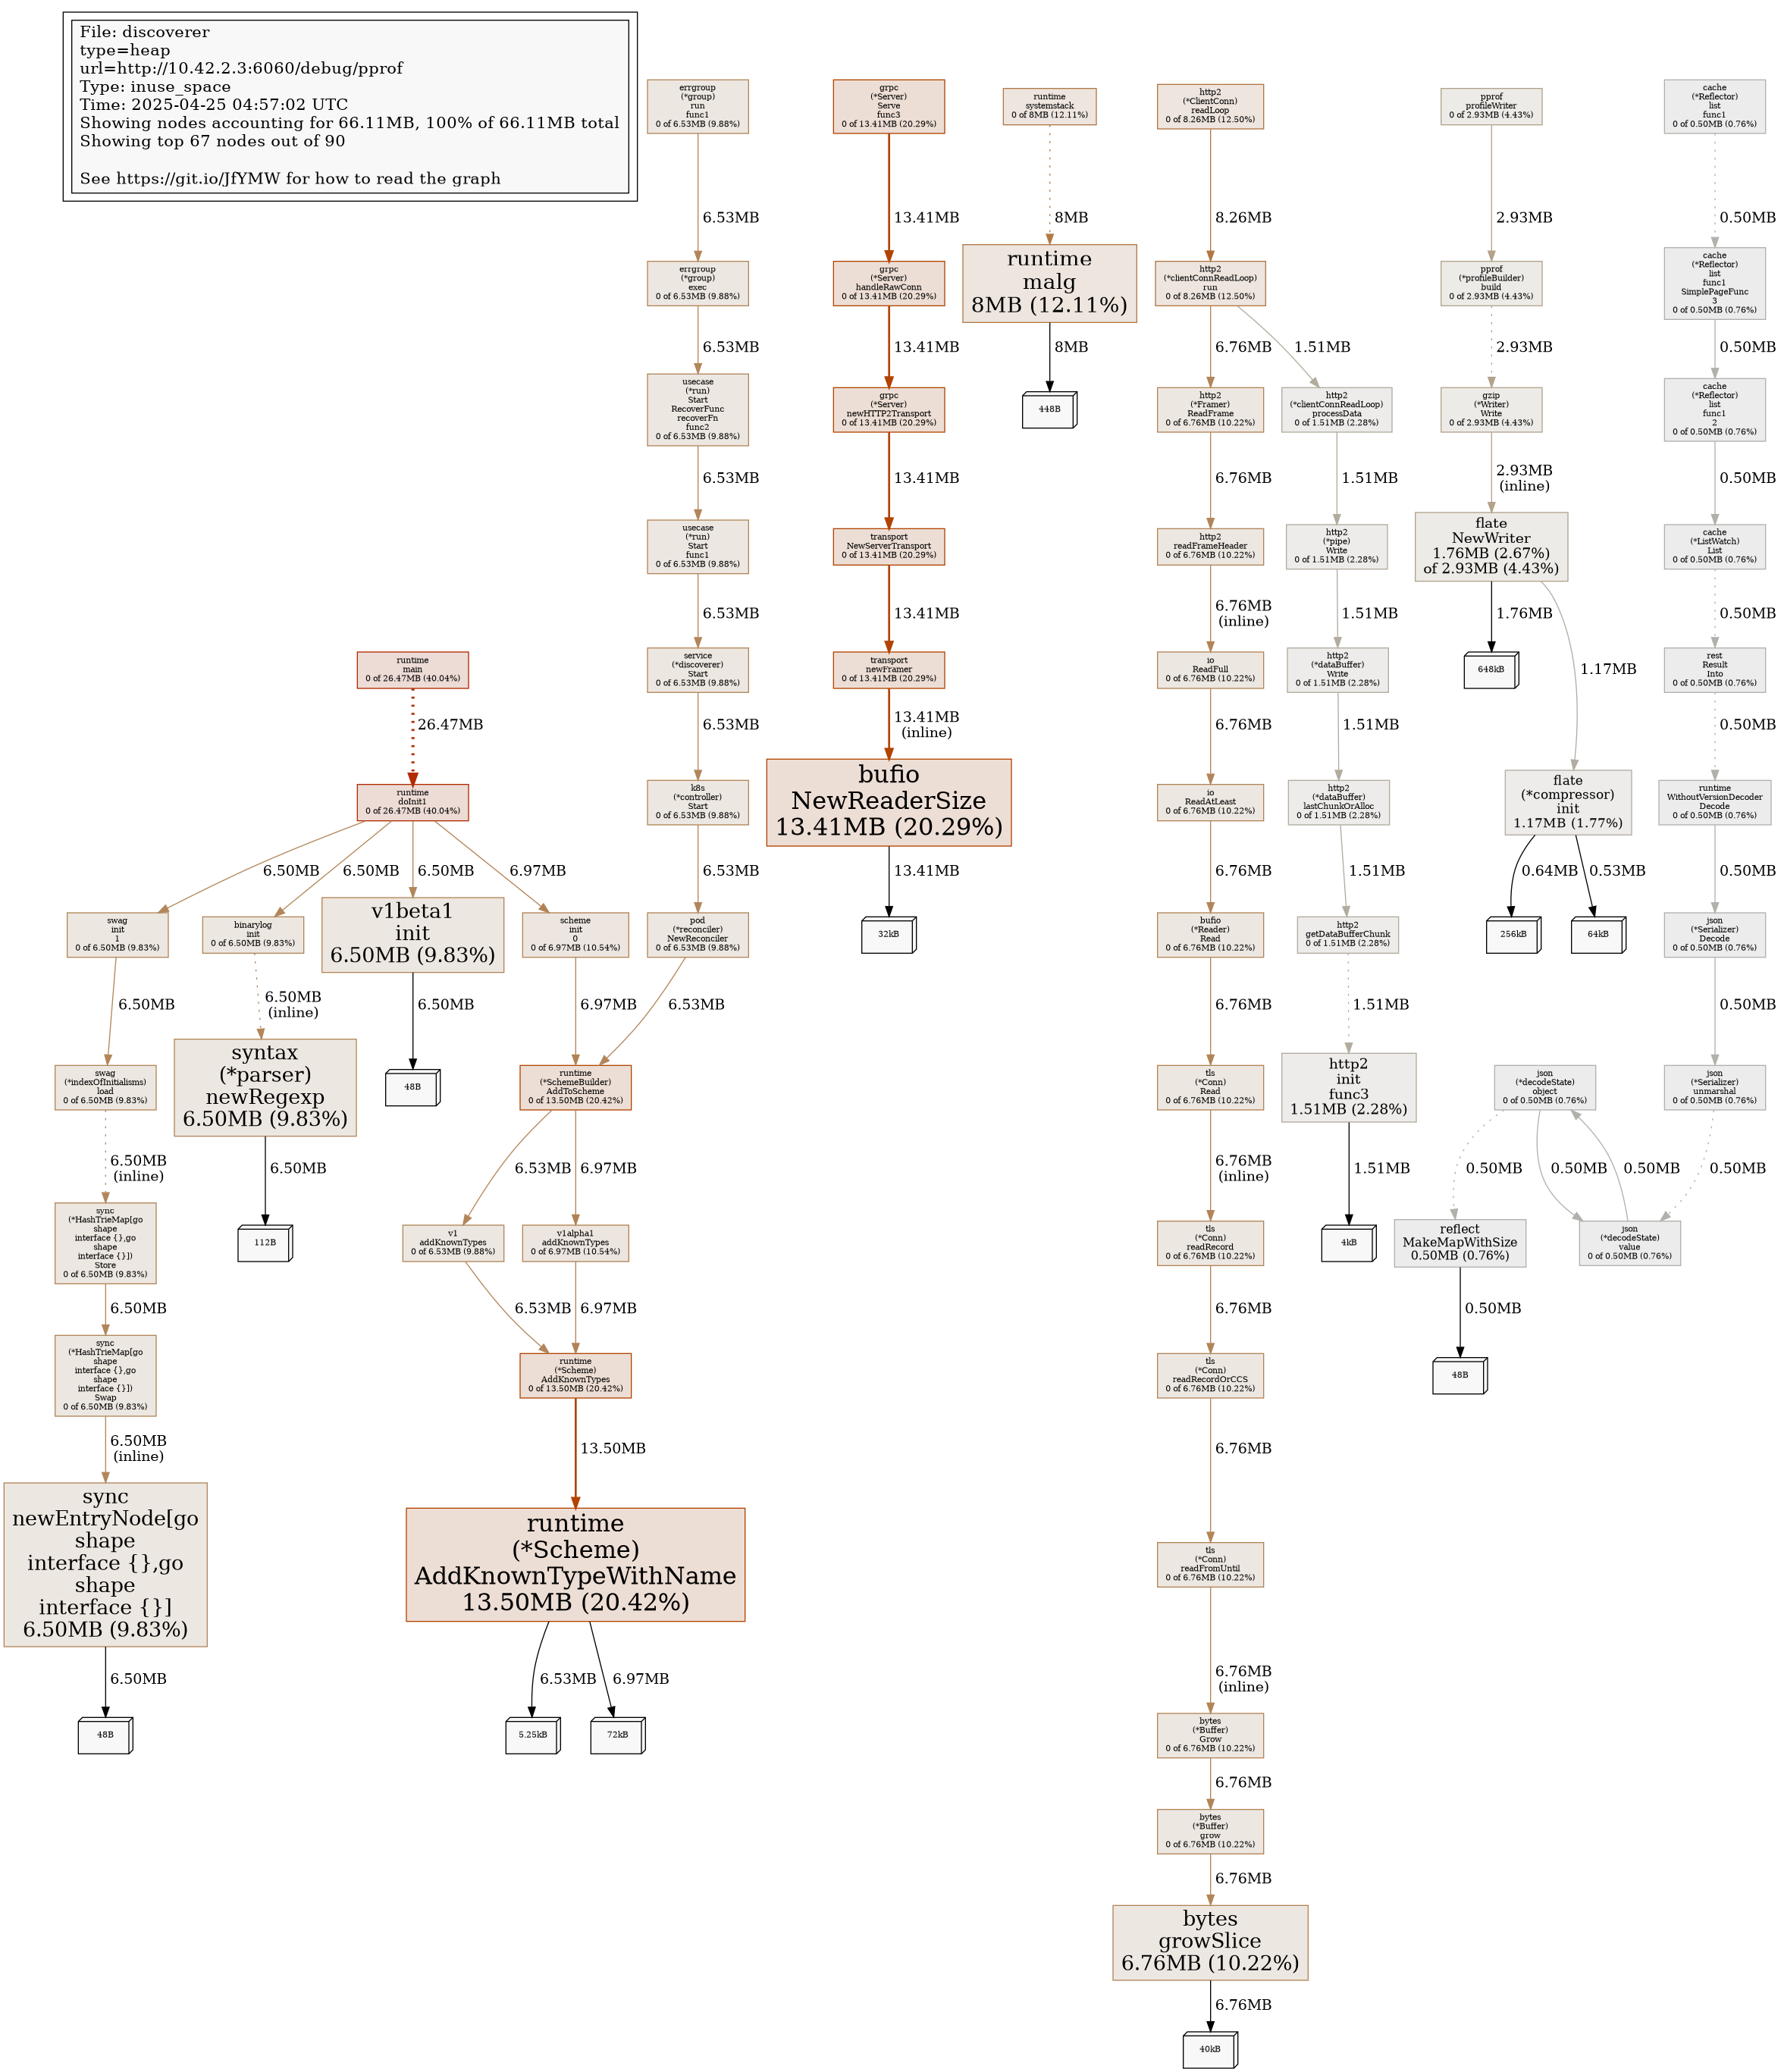 File: discoverer
type=heap
url=http://10.42.2.3:6060/debug/pprof
Type: inuse_space
Time: 2025-04-25 04:57:02 UTC
Showing nodes accounting for 66.11MB, 100% of 66.11MB total
Showing top 67 nodes out of 90
See https://git.io/JfYMW for how to read the graph
runtime
main
0 of 26.47MB (40.04%)
26.47MB
runtime
doInit1
0 of 26.47MB (40.04%)
6.50MB
6.50MB
6.50MB
6.97MB
swag
init
1
0 of 6.50MB (9.83%)
6.50MB
swag
(*indexOfInitialisms)
load
0 of 6.50MB (9.83%)
6.50MB
(inline)
sync
(*HashTrieMap[go
shape
interface {},go
shape
interface {}])
Store
0 of 6.50MB (9.83%)
6.50MB
sync
(*HashTrieMap[go
shape
interface {},go
shape
interface {}])
Swap
0 of 6.50MB (9.83%)
6.50MB
(inline)
sync
newEntryNode[go
shape
interface {},go
shape
interface {}]
6.50MB (9.83%)
6.50MB
48B
binarylog
init
0 of 6.50MB (9.83%)
6.50MB
(inline)
syntax
(*parser)
newRegexp
6.50MB (9.83%)
6.50MB
112B
v1beta1
init
6.50MB (9.83%)
6.50MB
48B
scheme
init
0
0 of 6.97MB (10.54%)
6.97MB
errgroup
(*group)
run
func1
0 of 6.53MB (9.88%)
6.53MB
errgroup
(*group)
exec
0 of 6.53MB (9.88%)
6.53MB
usecase
(*run)
Start
RecoverFunc
recoverFn
func2
0 of 6.53MB (9.88%)
6.53MB
usecase
(*run)
Start
func1
0 of 6.53MB (9.88%)
6.53MB
service
(*discoverer)
Start
0 of 6.53MB (9.88%)
6.53MB
k8s
(*controller)
Start
0 of 6.53MB (9.88%)
6.53MB
pod
(*reconciler)
NewReconciler
0 of 6.53MB (9.88%)
6.53MB
runtime
(*SchemeBuilder)
AddToScheme
0 of 13.50MB (20.42%)
6.53MB
6.97MB
v1
addKnownTypes
0 of 6.53MB (9.88%)
v1alpha1
addKnownTypes
0 of 6.97MB (10.54%)
6.53MB
6.97MB
runtime
(*Scheme)
AddKnownTypes
0 of 13.50MB (20.42%)
13.50MB
runtime
(*Scheme)
AddKnownTypeWithName
13.50MB (20.42%)
6.53MB
6.97MB
5.25kB
72kB
grpc
(*Server)
Serve
func3
0 of 13.41MB (20.29%)
13.41MB
grpc
(*Server)
handleRawConn
0 of 13.41MB (20.29%)
13.41MB
grpc
(*Server)
newHTTP2Transport
0 of 13.41MB (20.29%)
13.41MB
transport
NewServerTransport
0 of 13.41MB (20.29%)
13.41MB
transport
newFramer
0 of 13.41MB (20.29%)
13.41MB
(inline)
bufio
NewReaderSize
13.41MB (20.29%)
13.41MB
32kB
runtime
systemstack
0 of 8MB (12.11%)
8MB
runtime
malg
8MB (12.11%)
8MB
448B
http2
(*ClientConn)
readLoop
0 of 8.26MB (12.50%)
8.26MB
http2
(*clientConnReadLoop)
run
0 of 8.26MB (12.50%)
6.76MB
1.51MB
http2
(*Framer)
ReadFrame
0 of 6.76MB (10.22%)
6.76MB
http2
readFrameHeader
0 of 6.76MB (10.22%)
6.76MB
(inline)
io
ReadFull
0 of 6.76MB (10.22%)
6.76MB
io
ReadAtLeast
0 of 6.76MB (10.22%)
6.76MB
bufio
(*Reader)
Read
0 of 6.76MB (10.22%)
6.76MB
tls
(*Conn)
Read
0 of 6.76MB (10.22%)
6.76MB
(inline)
tls
(*Conn)
readRecord
0 of 6.76MB (10.22%)
6.76MB
tls
(*Conn)
readRecordOrCCS
0 of 6.76MB (10.22%)
6.76MB
tls
(*Conn)
readFromUntil
0 of 6.76MB (10.22%)
6.76MB
(inline)
bytes
(*Buffer)
Grow
0 of 6.76MB (10.22%)
6.76MB
bytes
(*Buffer)
grow
0 of 6.76MB (10.22%)
6.76MB
bytes
growSlice
6.76MB (10.22%)
6.76MB
40kB
http2
(*clientConnReadLoop)
processData
0 of 1.51MB (2.28%)
1.51MB
http2
(*pipe)
Write
0 of 1.51MB (2.28%)
1.51MB
http2
(*dataBuffer)
Write
0 of 1.51MB (2.28%)
1.51MB
http2
(*dataBuffer)
lastChunkOrAlloc
0 of 1.51MB (2.28%)
1.51MB
http2
getDataBufferChunk
0 of 1.51MB (2.28%)
1.51MB
http2
init
func3
1.51MB (2.28%)
1.51MB
4kB
pprof
profileWriter
0 of 2.93MB (4.43%)
2.93MB
pprof
(*profileBuilder)
build
0 of 2.93MB (4.43%)
2.93MB
gzip
(*Writer)
Write
0 of 2.93MB (4.43%)
2.93MB
(inline)
flate
NewWriter
1.76MB (2.67%)
of 2.93MB (4.43%)
1.76MB
1.17MB
648kB
flate
(*compressor)
init
1.17MB (1.77%)
0.64MB
0.53MB
256kB
64kB
cache
(*Reflector)
list
func1
0 of 0.50MB (0.76%)
0.50MB
cache
(*Reflector)
list
func1
SimplePageFunc
3
0 of 0.50MB (0.76%)
0.50MB
cache
(*Reflector)
list
func1
2
0 of 0.50MB (0.76%)
0.50MB
cache
(*ListWatch)
List
0 of 0.50MB (0.76%)
0.50MB
rest
Result
Into
0 of 0.50MB (0.76%)
0.50MB
runtime
WithoutVersionDecoder
Decode
0 of 0.50MB (0.76%)
0.50MB
json
(*Serializer)
Decode
0 of 0.50MB (0.76%)
0.50MB
json
(*Serializer)
unmarshal
0 of 0.50MB (0.76%)
0.50MB
json
(*decodeState)
object
0 of 0.50MB (0.76%)
0.50MB
0.50MB
0.50MB
json
(*decodeState)
value
0 of 0.50MB (0.76%)
reflect
MakeMapWithSize
0.50MB (0.76%)
0.50MB
48B